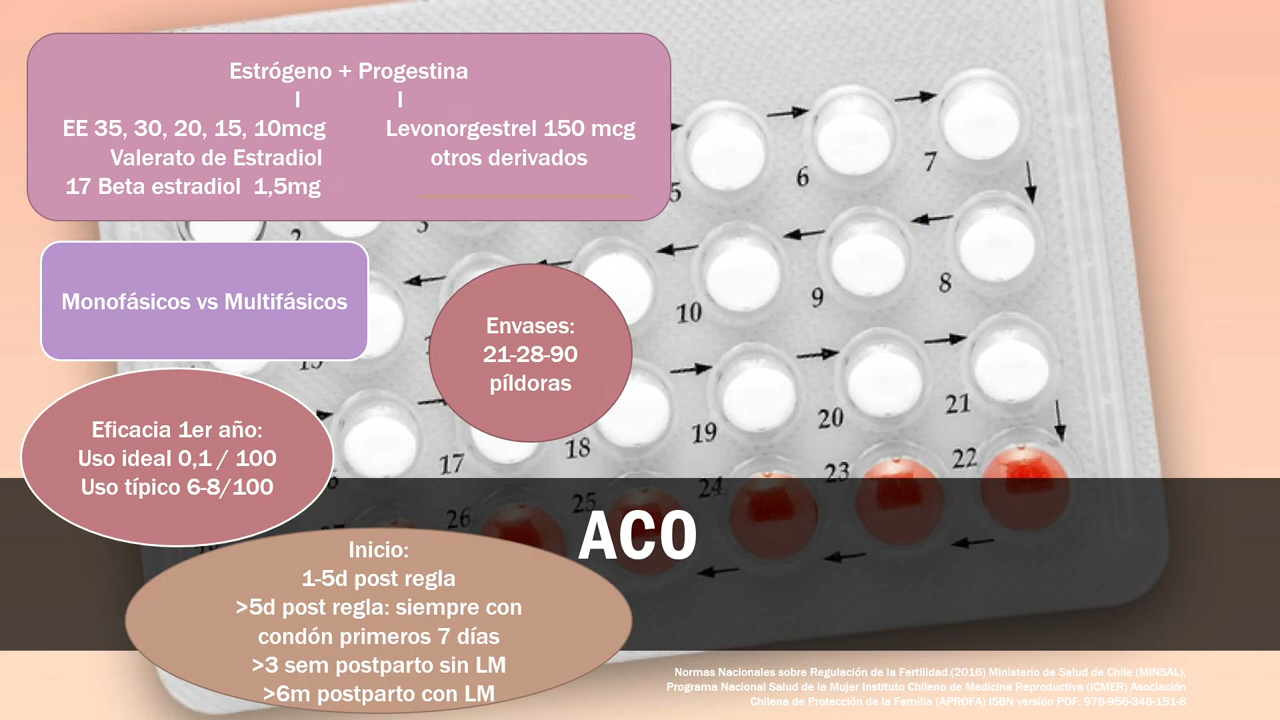 Estrógeno + Progestina
I I
EE 35, 30, 20, 15, 10mcg Levonorgestrel 150 mcg
Valerato de Estradiol otros derivados
17 Beta estradiol 1,5mg
Monofásicos vs Multifásicos
Envases:
21-28-90
píldoras
Eficacia 1er año:
Uso ideal 0,1 / 100
Uso típico 6-8/100
ACO
Inicio:
1-5d post regla
>5d post regla: siempre con
condón primeros 7 días
>3 sem postparto sin LM
>6m postparto con LM
5 6 7
2 3
10 9 8
18 19 20 21
17
26 25 24 23 22
Normas Nacionales sobre Regulación de la Fertilidad.(2016) Ministerio de Salud de Chile (MINSAL),
Programa Nacional Salud de la Mujer Instituto Chileno de Medicina Reproductiva (ICMER) Asociación
Chilena de Protección de la Familia (APROFA) ISBN versión PDF: 978-956-348-151-8